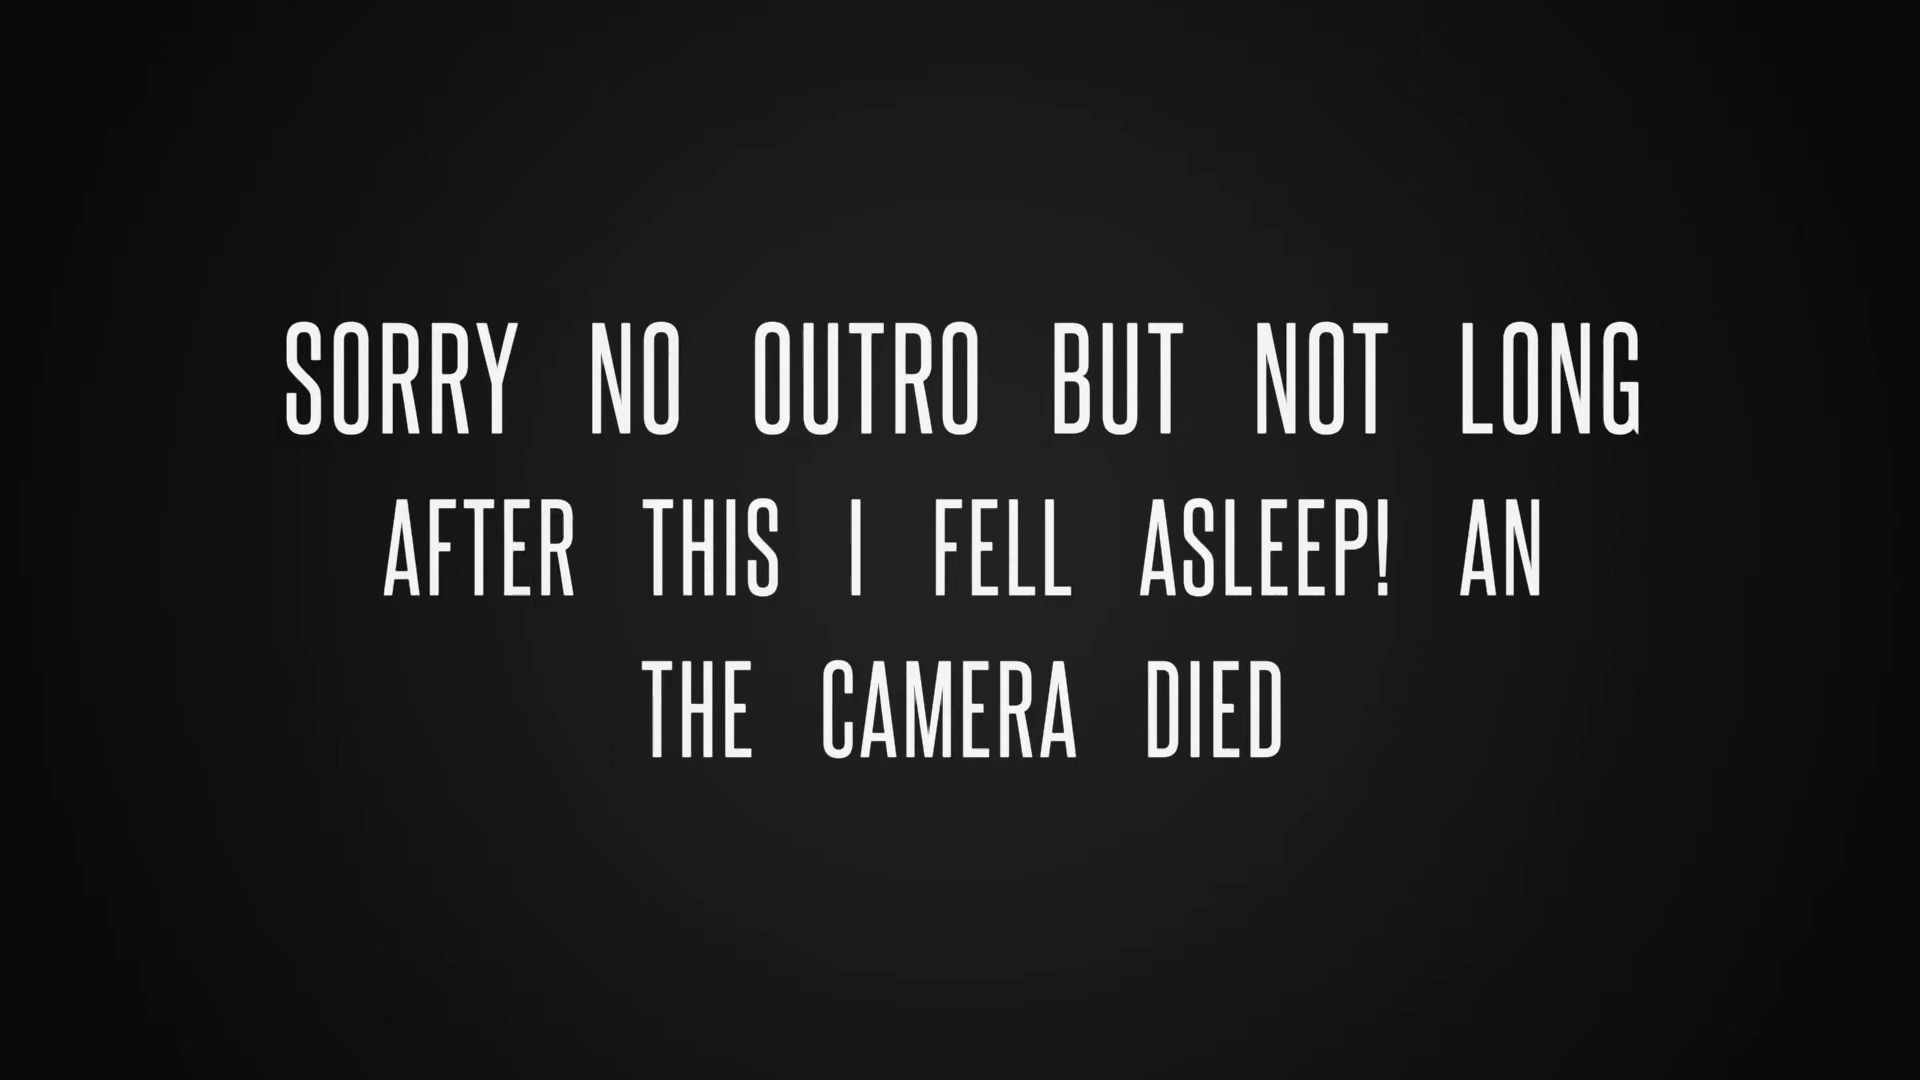 SORRY NO OUTRO BUT NOT LONG
AFTER THIS I FELL ASLEEP! AN
THE CAMERA DIED